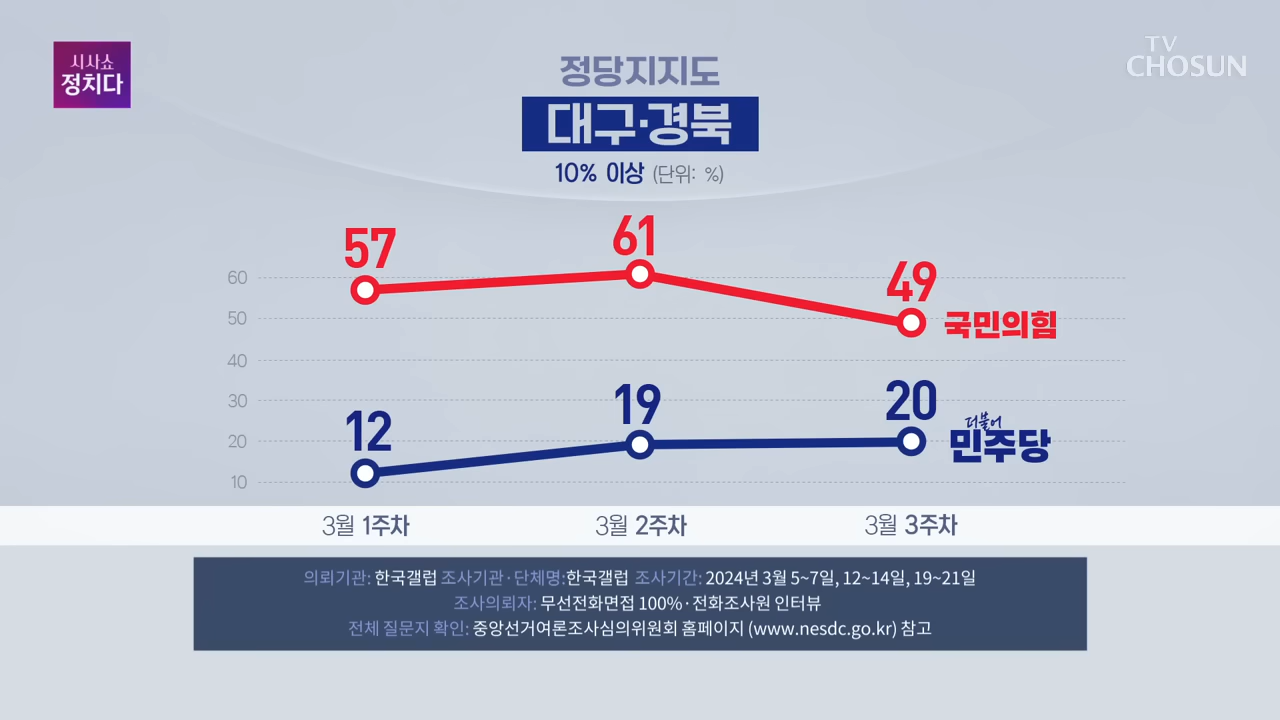 시사쇼
정치다
TV
CHOSUN
정당지지도
대구·경북
10% 이상 (단위: %)
57
61
49
국민의힘
60
50
40
30
20
10
12
19
20
더불어
민주당
3월 1주차
3월 2주차
3월 3주차
의뢰기관: 한국갤럽 조사기관·단체명:한국갤럽 조사기간: 2024년 3월 5~7일, 12~14일, 19~21일
조사의뢰자: 무선전화면접 100%·전화조사원 인터뷰
전체 질문지 확인: 중앙선거여론조사심의위원회 홈페이지 (www.nesdc.go.kr) 참고